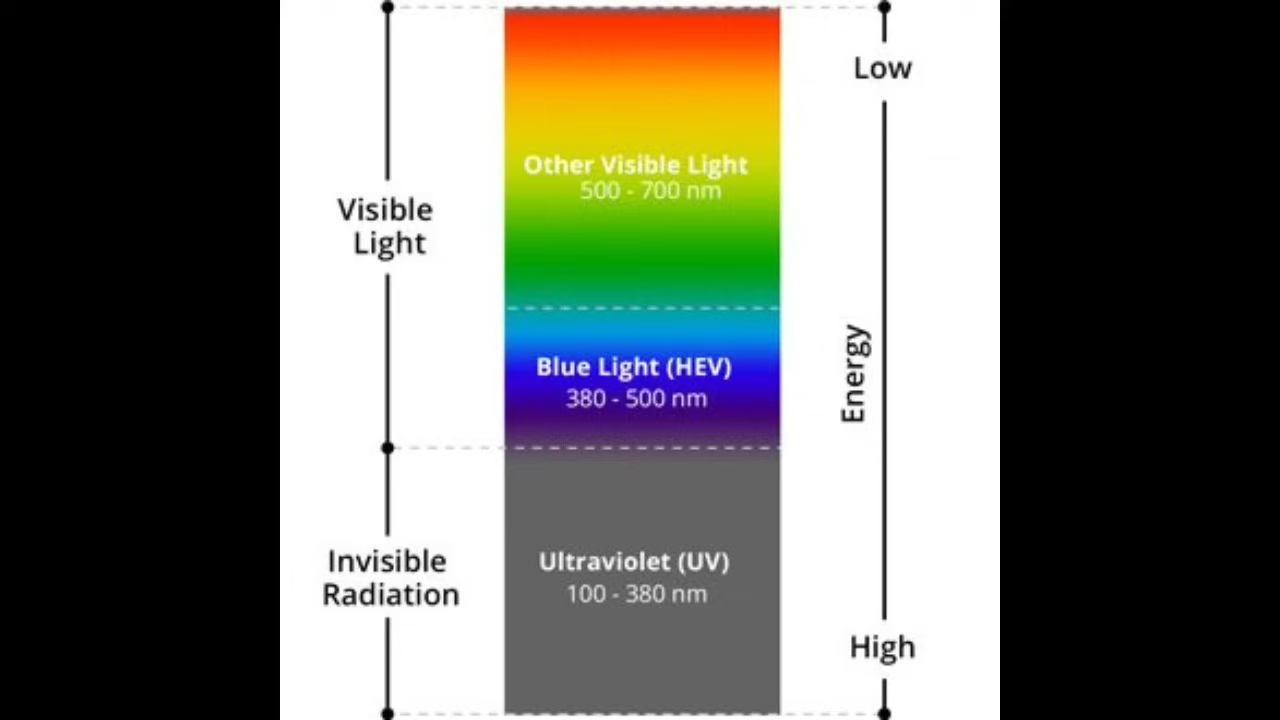 Low
Other Visible Light
500 - 700 nm
Visible
Light
Energy
Blue Light (HEV)
380 - 500 nm
Invisible
Radiation
Ultraviolet (UV)
100 - 380 nm
High